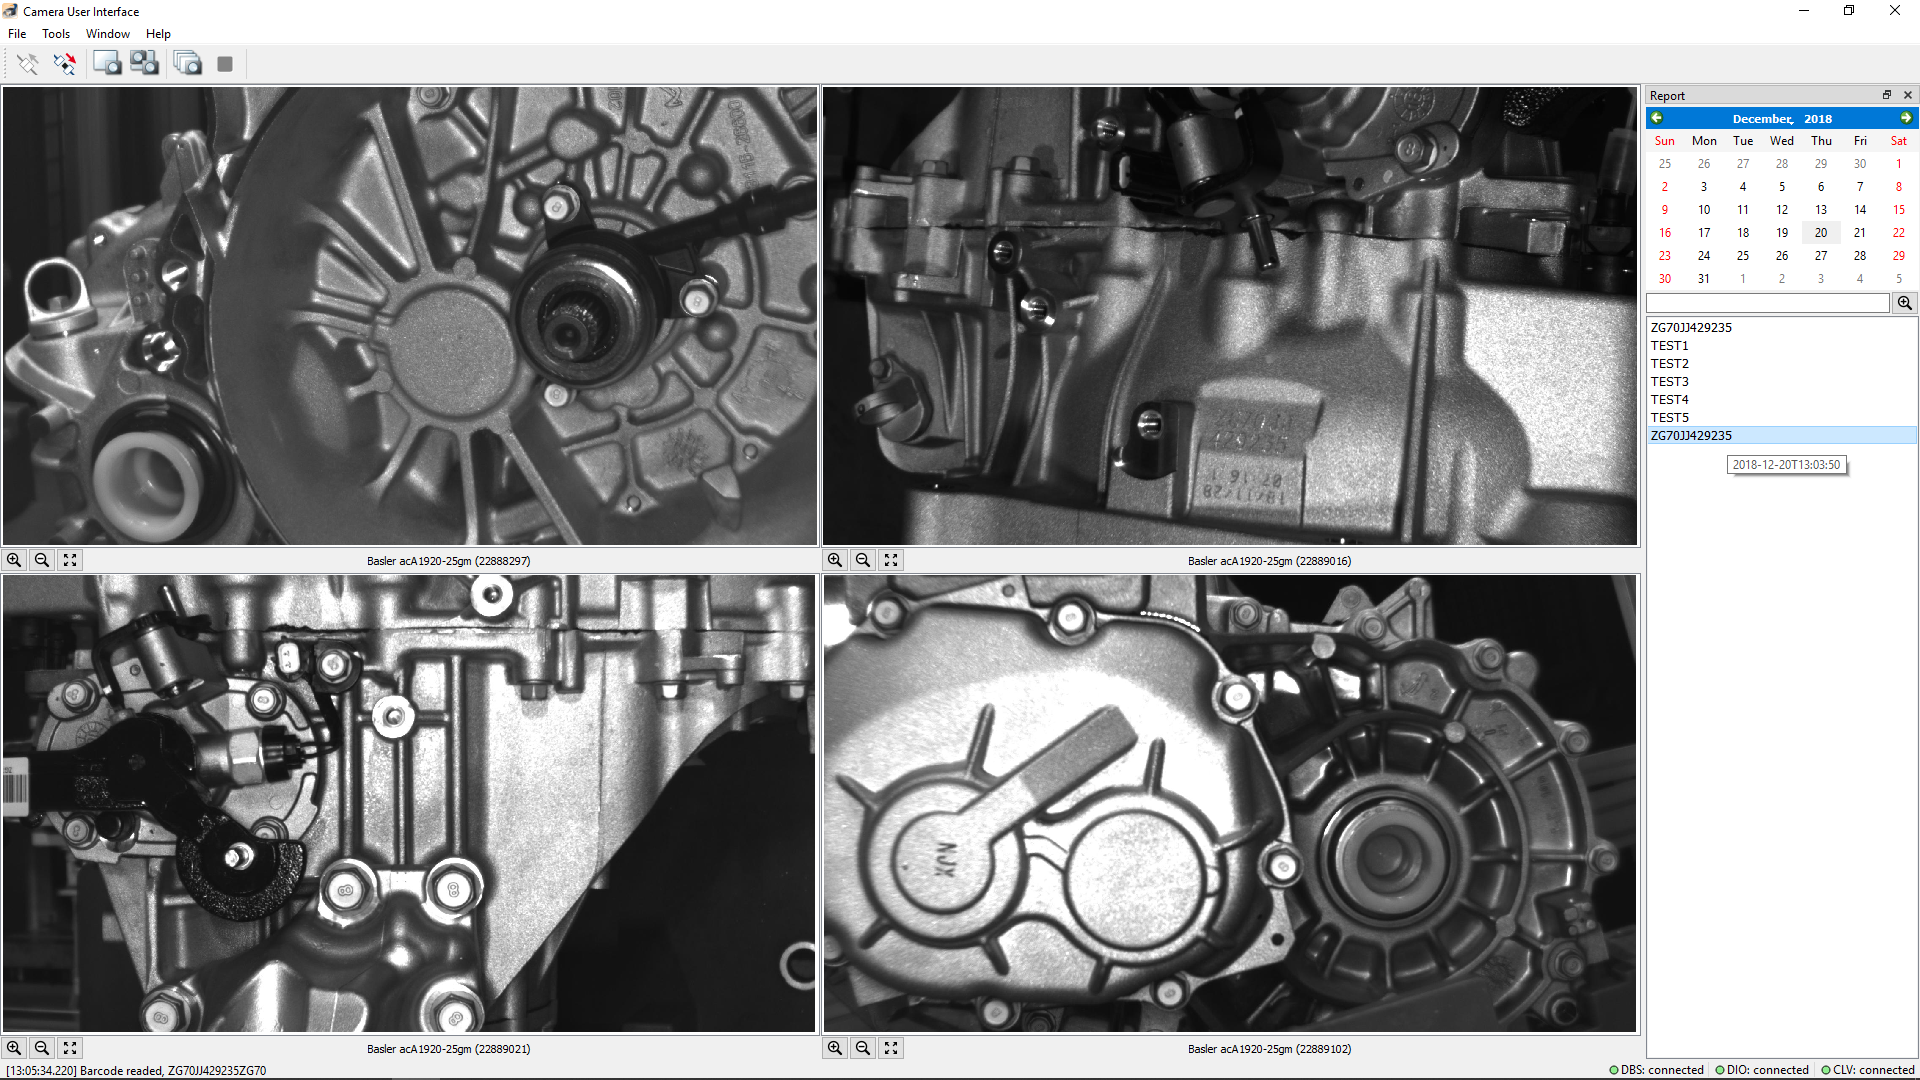 Camera User Interface
File Tools Window Help
Basler acA1920-25gm (22888297)
Basler acA1920-25gm (22889016)
NJX
Basler acA1920-25gm (22889021)
Basler acA1920-25gm (22889102)
Report
December, 2018
Sun Mon Tue Wed Thu Fri Sat
25 26 27 28 29 30 1
2 3 4 5 6 7 8
9 10 11 12 13 14 15
16 17 18 19 20 21 22
23 24 25 26 27 28 29
30 31 1 2 3 4 5
ZG70JJ429235
TEST1
TEST2
TEST3
TEST4
TEST5
ZG70JJ429235
2018-12-20T13:03:50
[13:05:34.220] Barcode readed, ZG70JJ429235ZG70
DBS: connected DIO: connected CLV: connected